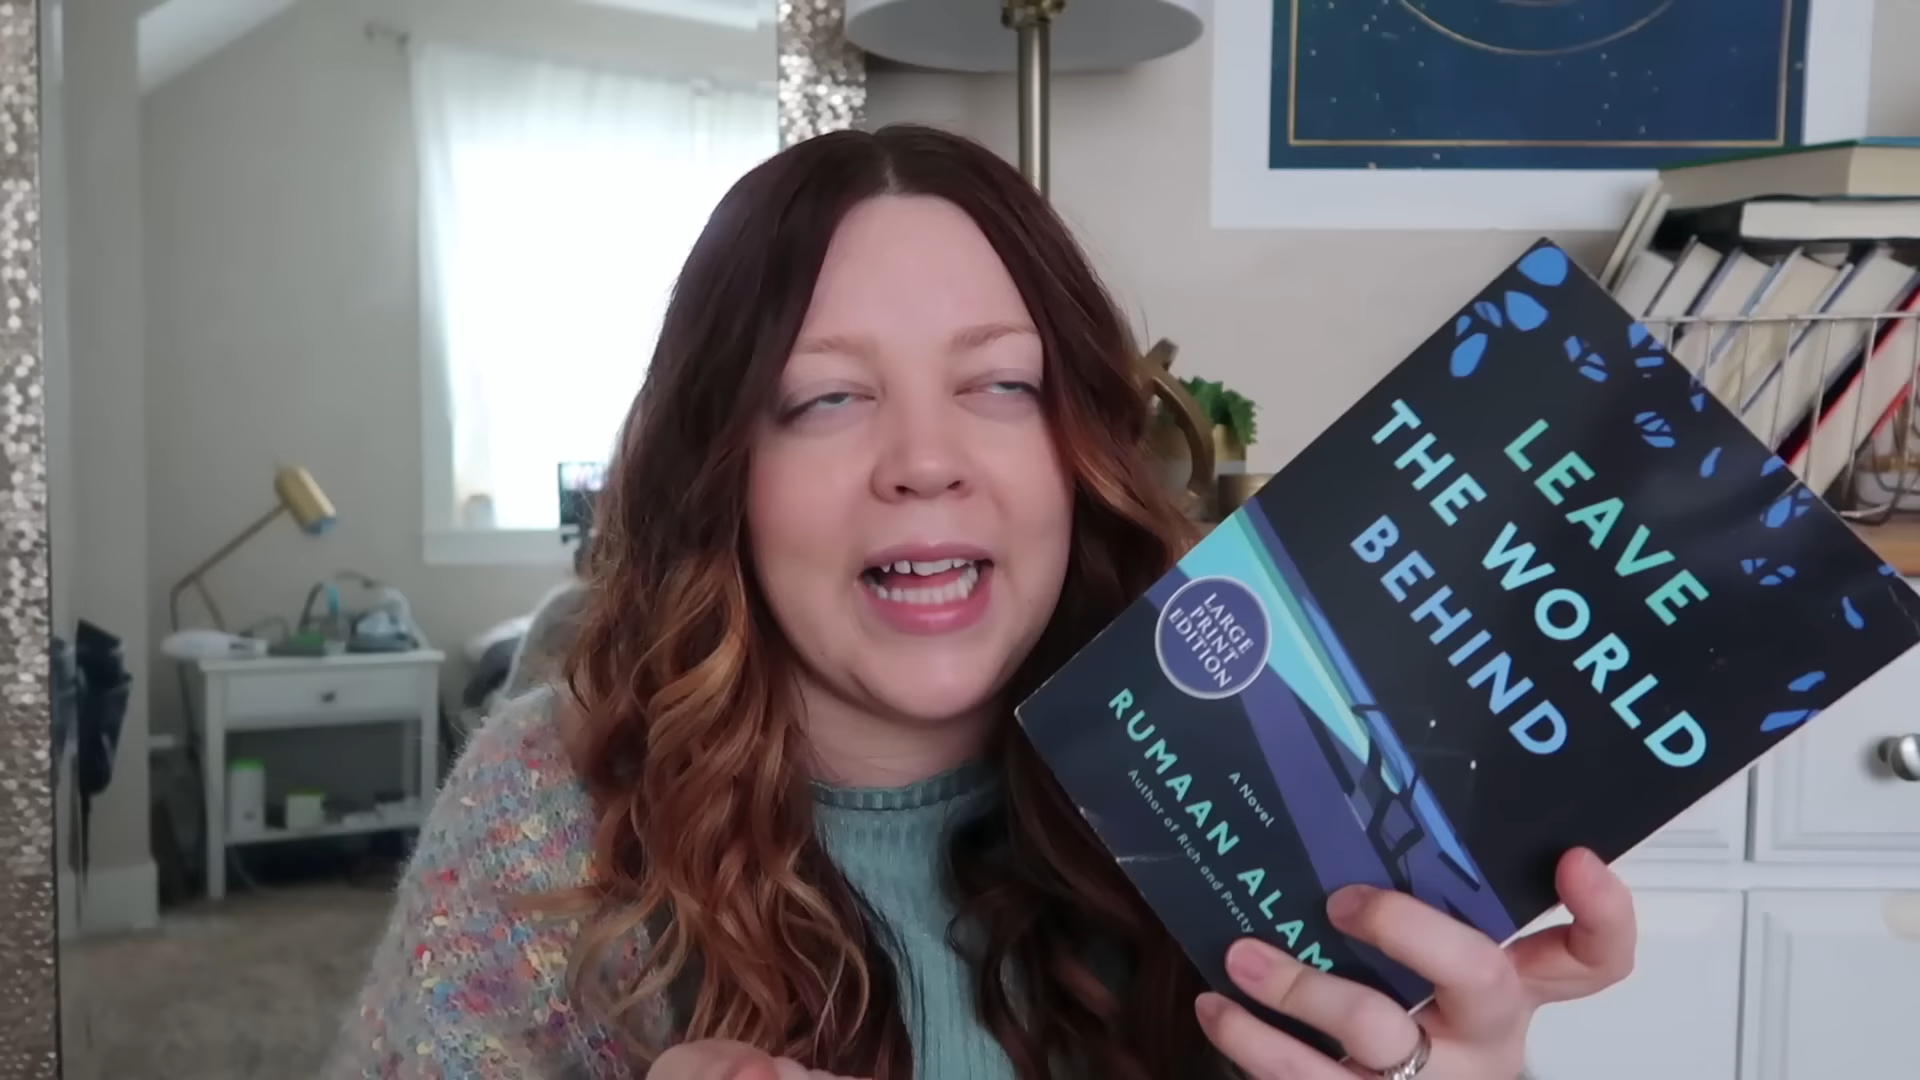 LEAVE
THE WORLD
BEHIND
LARGE
PRINT
EDITION
A Novel
RUMAAN ALAM
Author of Rich and Pretty